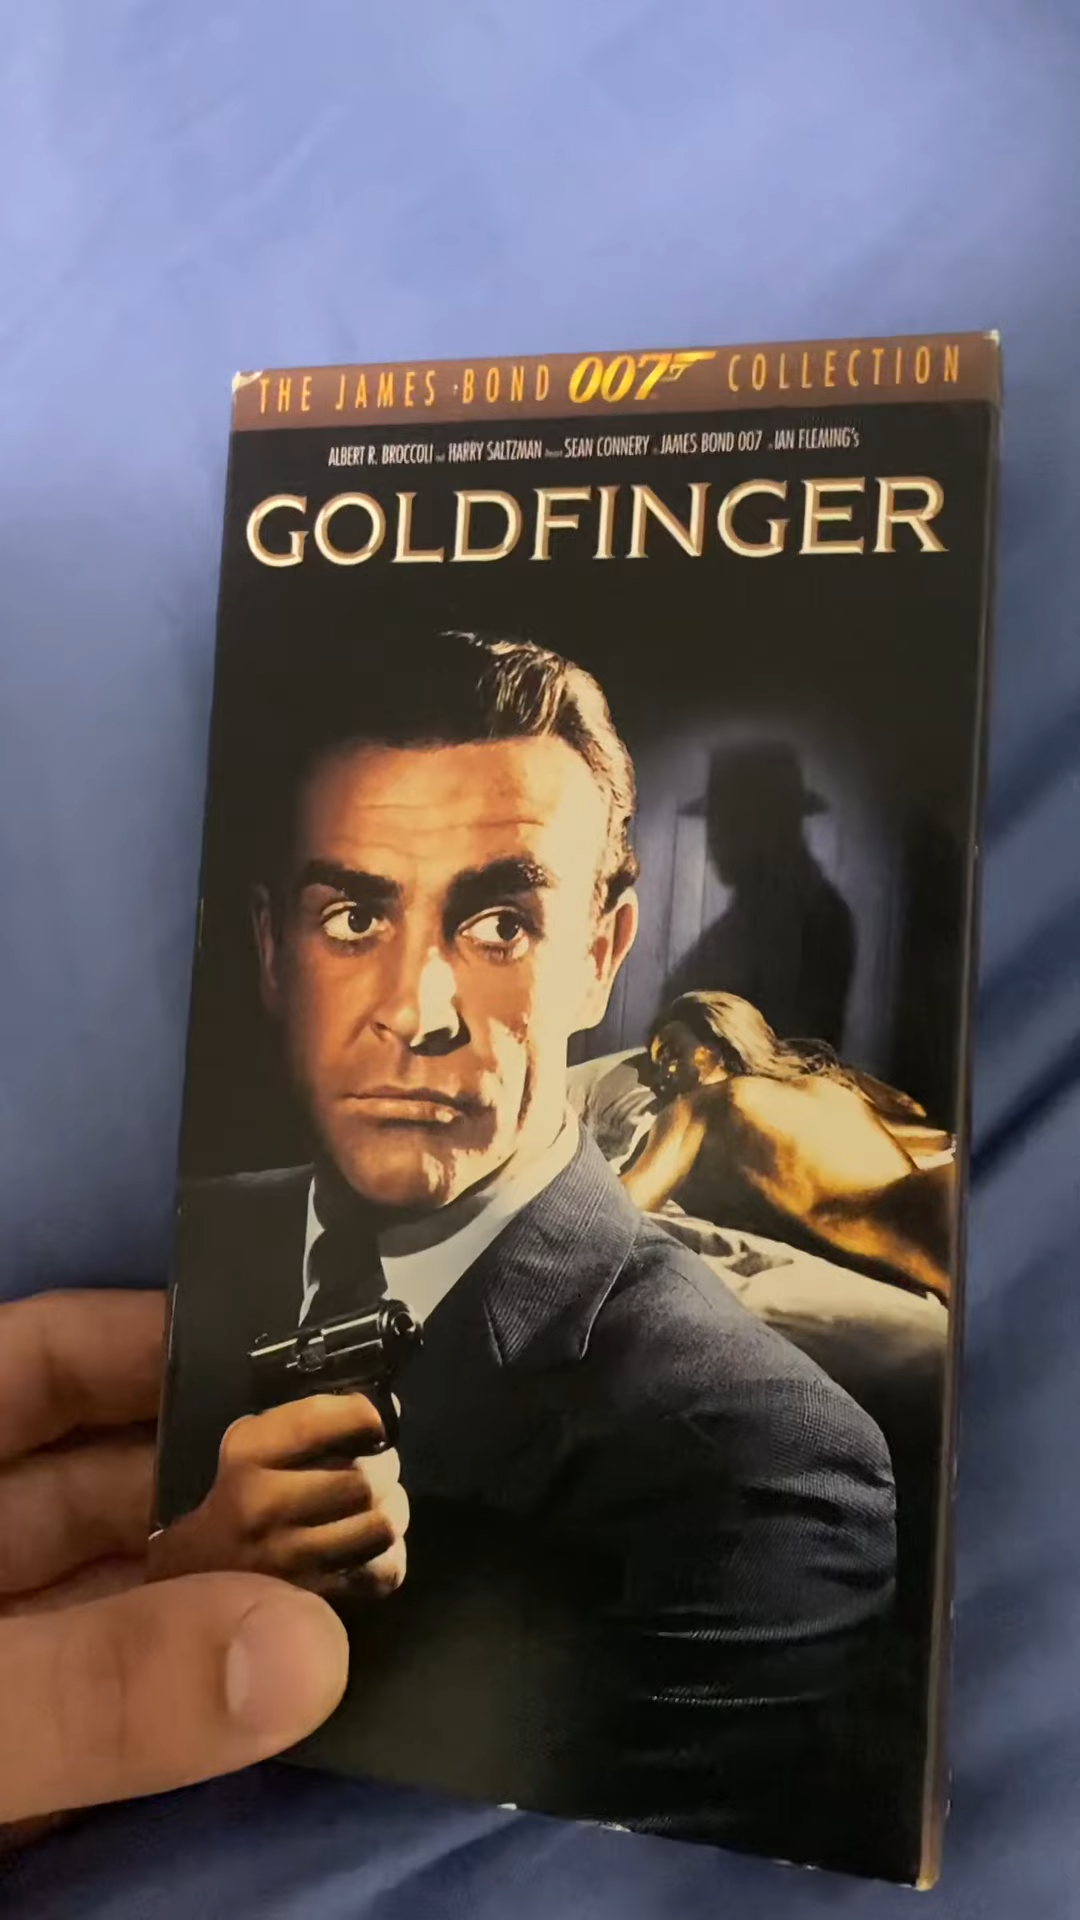 THE JAMES BOND 007 COLLECTION
ALBERT R. BROCCOLI HARRY SALTZMAN SEAN CONNERY JAMES BOND 007 IAN FLEMING's
GOLDFINGER